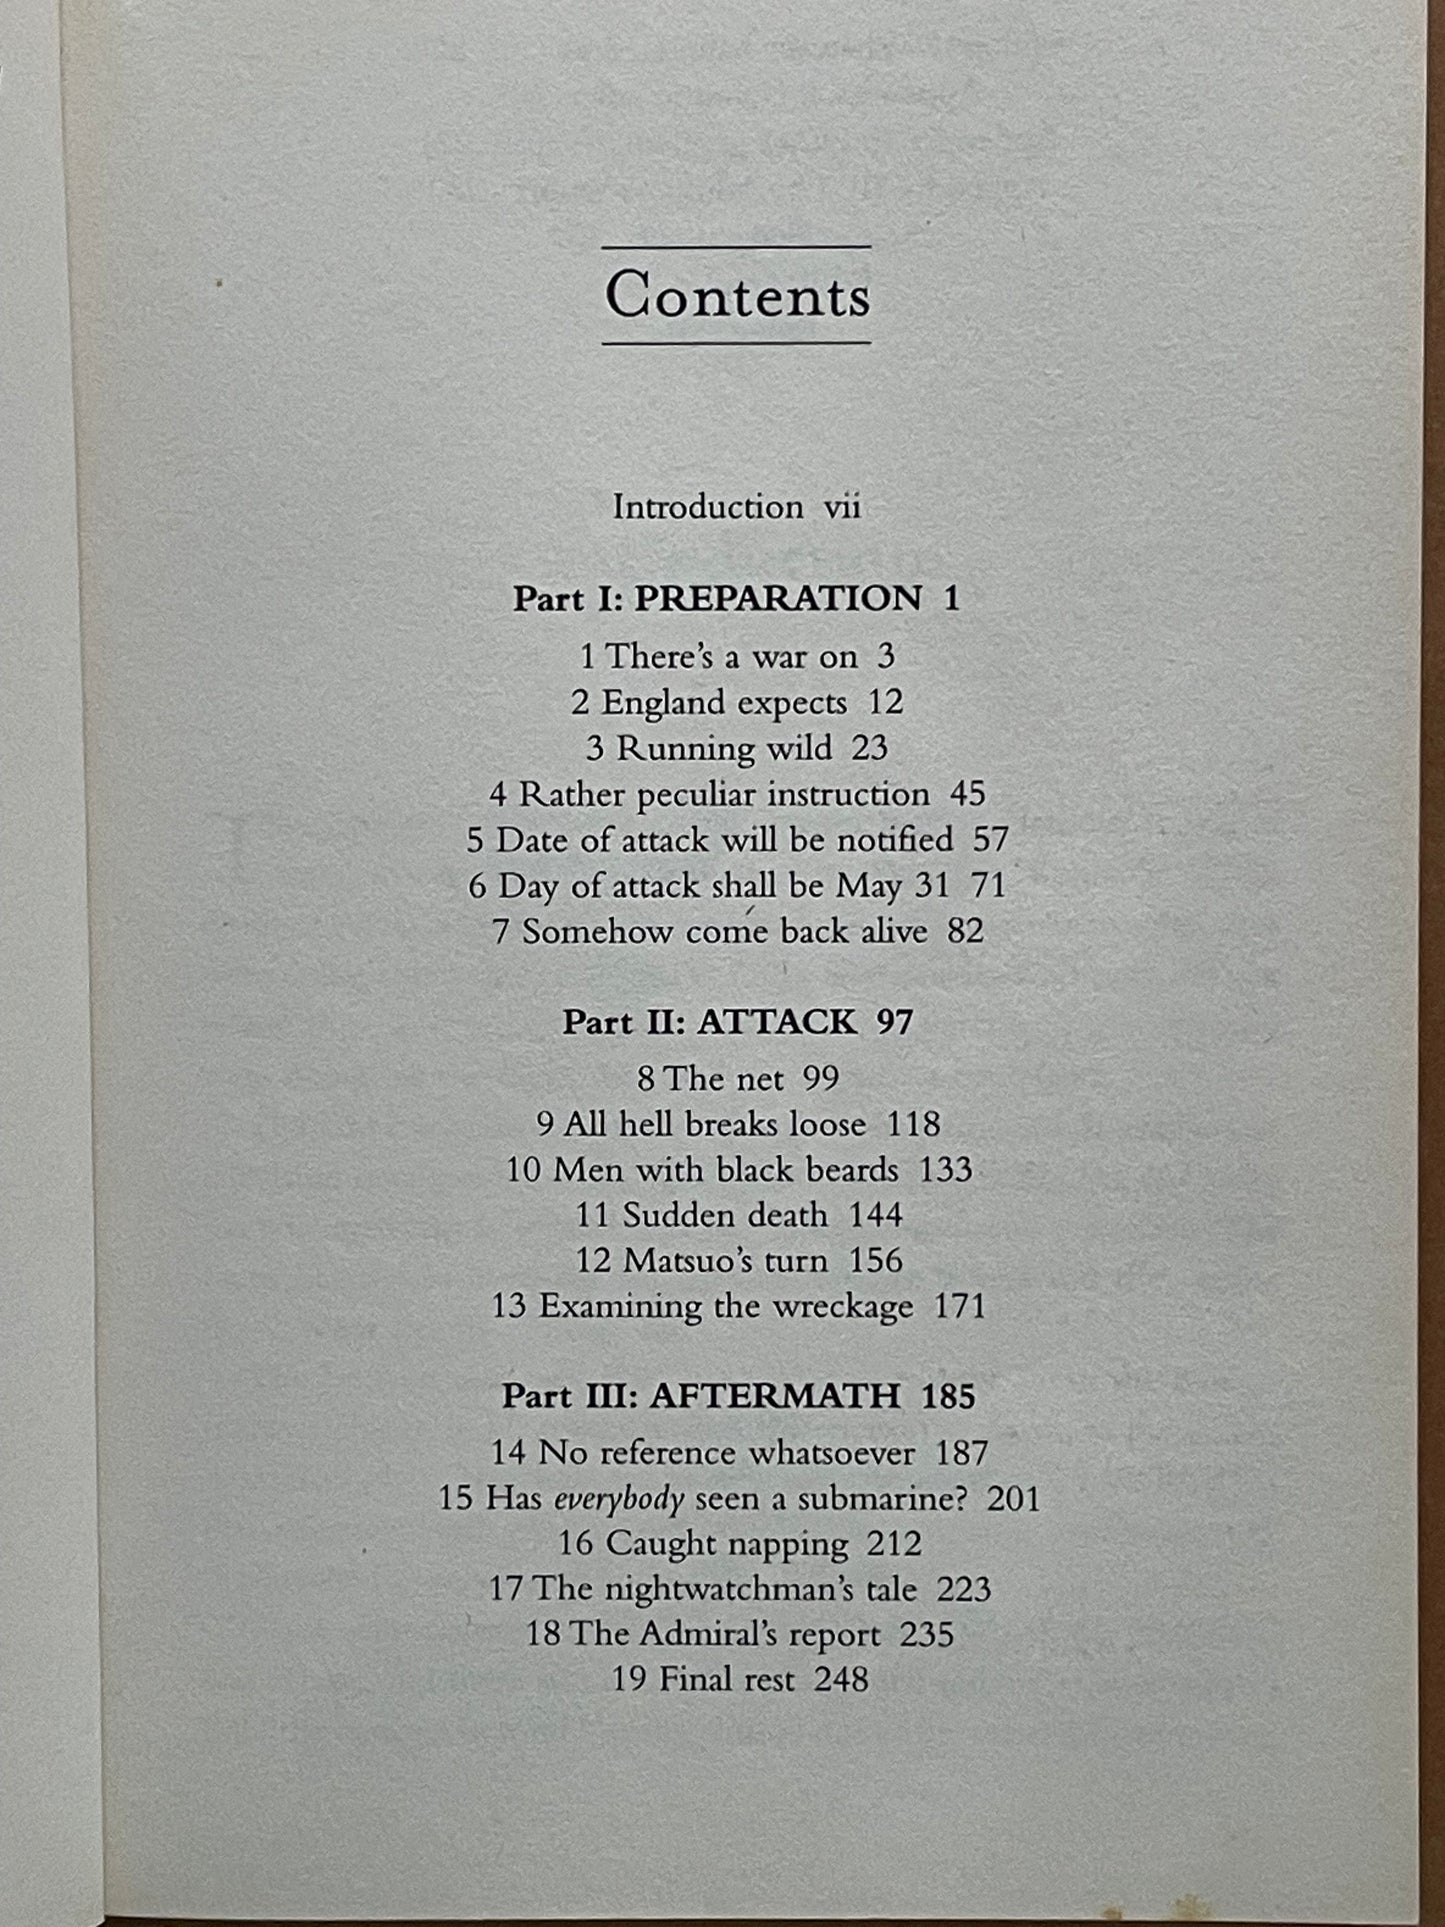 Contents
Introduction vii
Part I: PREPARATION 1
1 There's a war on 3
2 England expects 12
3 Running wild 23
4 Rather peculiar instruction 45
5 Date of attack will be notified 57
6 Day of attack shall be May 31 71
7 Somehow come back alive 82
Part II: ATTACK 97
8 The net 99
9 All hell breaks loose 118
10 Men with black beards 133
11 Sudden death 144
12 Matsuo's turn 156
13 Examining the wreckage 171
Part III: AFTERMATH 185
14 No reference whatsoever 187
15 Has everybody seen a submarine? 201
16 Caught napping 212
17 The nightwatchman's tale 223
18 The Admiral's report 235
19 Final rest 248